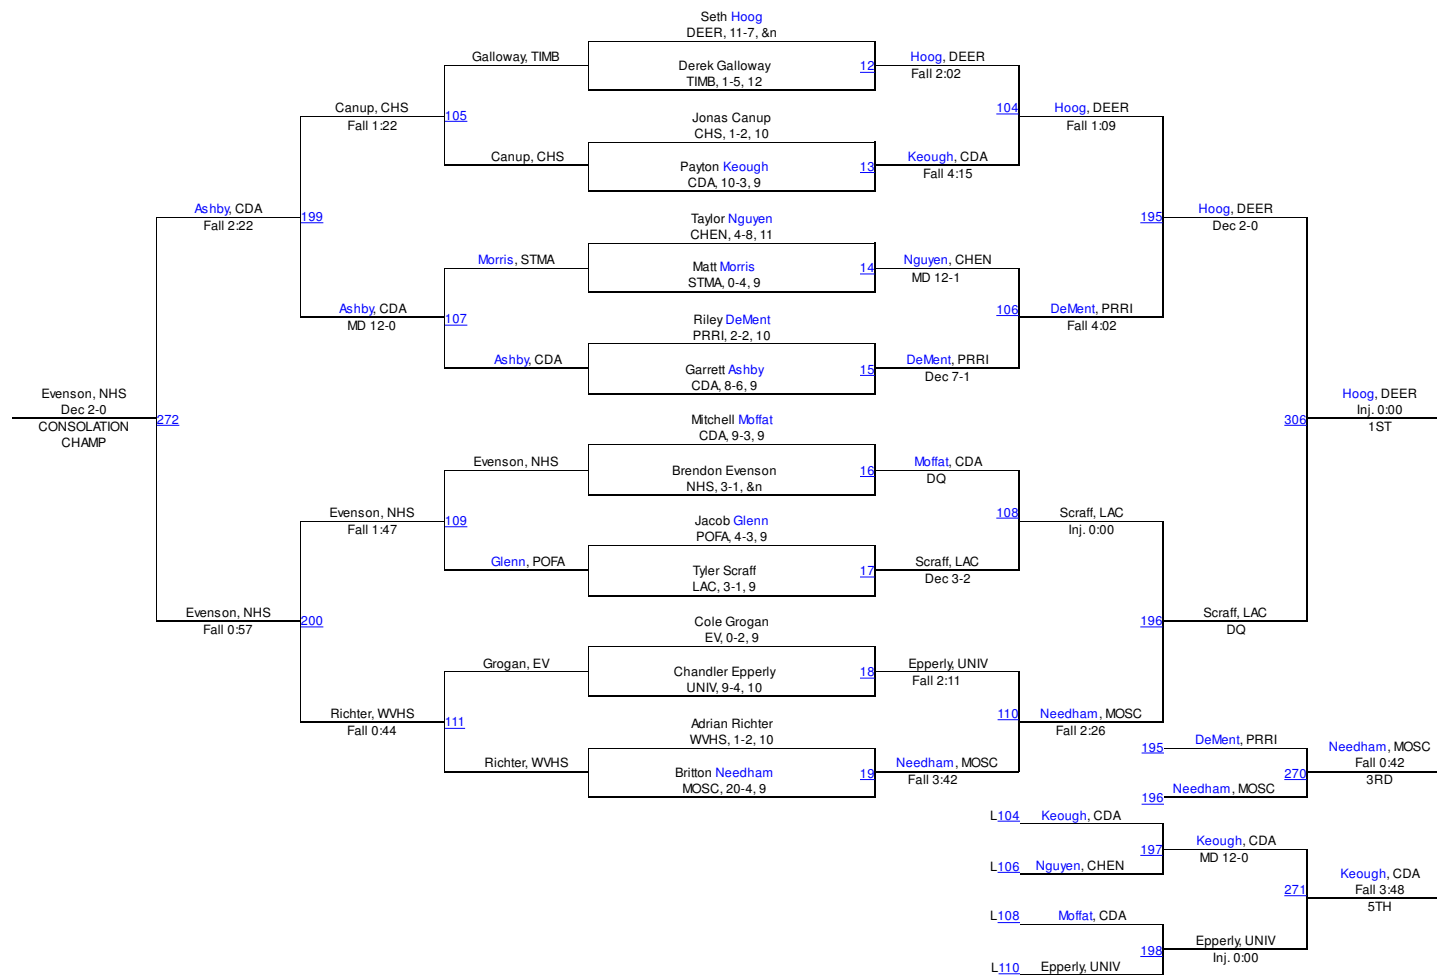 Seth Hoog
DEER, 11-7, &n
Galloway, TIMB
Derek Galloway
12
Hoog, DEER
TIMB, 1-5, 12
Fall 2:02
Canup, CHS
105
Jonas Canup
104
Hoog, DEER
Fall 1:22
CHS, 1-2, 10
Fall 1:09
Canup, CHS
Payton Keough
13
Keough, CDA
CDA, 10-3, 9
Fall 4:15
Ashby, CDA
199
Taylor Nguyen
195
Hoog, DEER
Fall 2:22
CHEN, 4-8, 11
Dec 2-0
Morris, STMA
Matt Morris
14
Nguyen, CHEN
STMA, 0-4, 9
MD 12-1
Ashby, CDA
107
Riley DeMent
106
DeMent, PRRI
MD 12-0
PRRI, 2-2, 10
Fall 4:02
Ashby, CDA
Garrett Ashby
15
DeMent, PRRI
CDA, 8-6, 9
Dec 7-1
Evenson, NHS
Dec 2-0
CONSOLATION
CHAMP
272
Mitchell Moffat
CDA, 9-3, 9
306
Hoog, DEER
Inj. 0:00
1ST
Evenson, NHS
Brendon Evenson
16
Moffat, CDA
NHS, 3-1, &n
DQ
Evenson, NHS
109
Jacob Glenn
108
Scraff, LAC
Fall 1:47
POFA, 4-3, 9
Inj. 0:00
Glenn, POFA
Tyler Scraff
17
Scraff, LAC
LAC, 3-1, 9
Dec 3-2
Evenson, NHS
200
Cole Grogan
196
Scraff, LAC
Fall 0:57
EV, 0-2, 9
DQ
Grogan, EV
Chandler Epperly
18
Epperly, UNIV
UNIV, 9-4, 10
Fall 2:11
Richter, WVHS
111
Adrian Richter
110
Needham, MOSC
Fall 0:44
WVHS, 1-2, 10
Fall 2:26
Richter, WVHS
Britton Needham
19
Needham, MOSC
MOSC, 20-4, 9
Fall 3:42
195
DeMent, PRRI
196
Needham, MOSC
270
Needham, MOSC
Fall 0:42
3RD
L104
Keough, CDA
197
Keough, CDA
MD 12-0
L106
Nguyen, CHEN
271
Keough, CDA
Fall 3:48
5TH
L108
Moffat, CDA
198
Epperly, UNIV
Inj. 0:00
L110
Epperly, UNIV